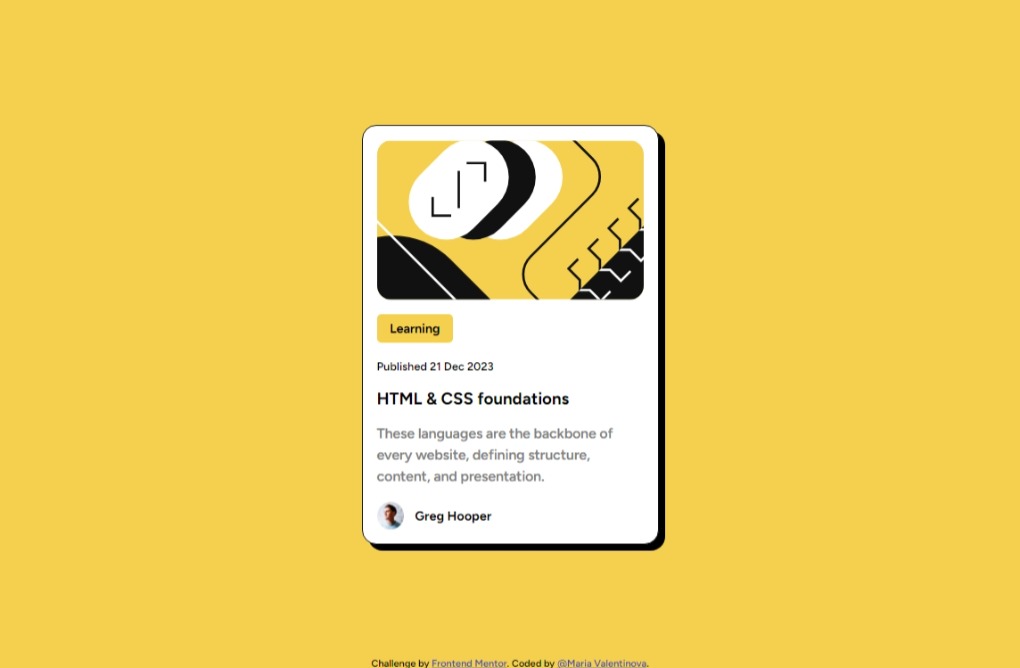 Learning
Published 21 Dec 2023
HTML & CSS foundations
These languages are the backbone of
every website, defining structure,
content, and presentation.
Greg Hooper
Challenge by Frontend Mentor. Coded by @Maria Valentinova.